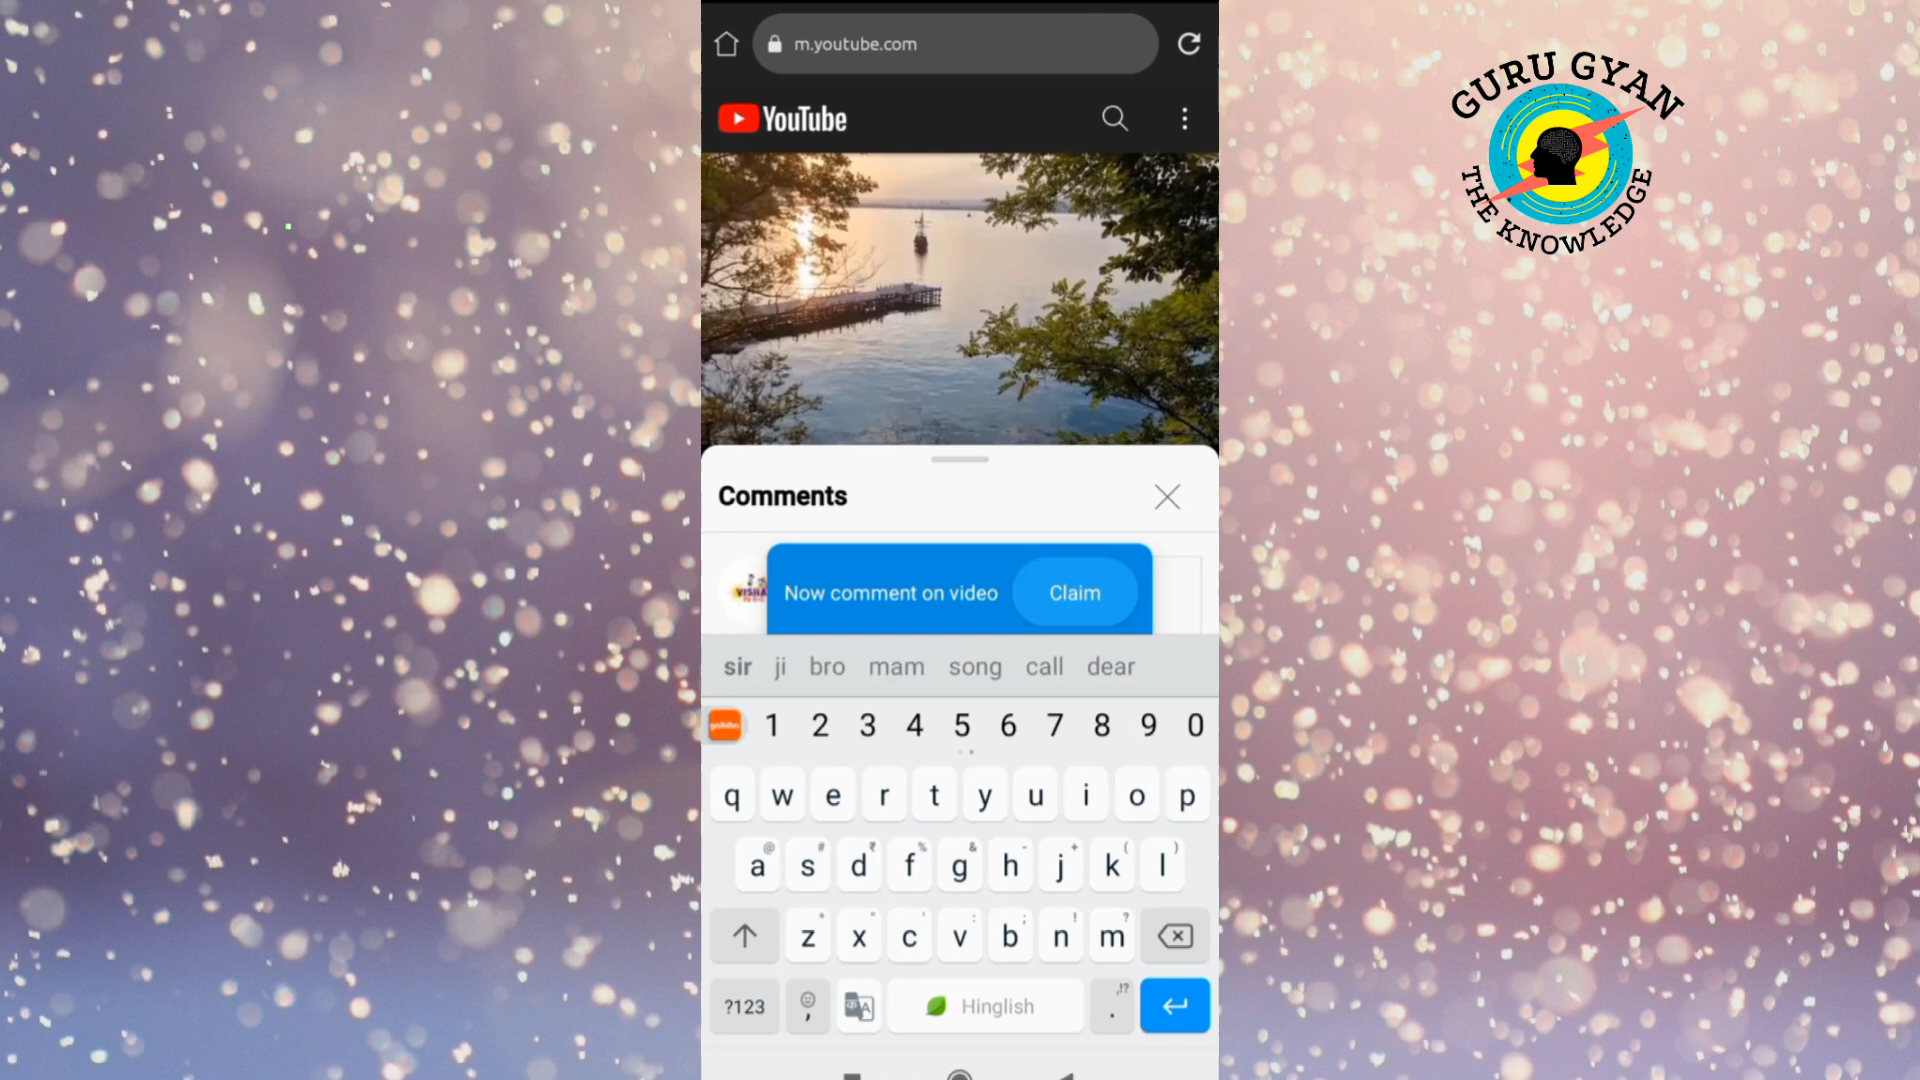 m.youtube.com
YouTube
GURU GYAN
THE KNOWLEDGE
Comments
Now comment on video
Claim
sir ji bro mam song call dear
goibibo 1 2 3 4 5 6 7 8 9 0
q w e r t y u i o p
@ # ₹ % & - + ( )
a s d f g h j k l
* " ' : ; ! ?
z x c v b n m
,!?
?123 , Hinglish .